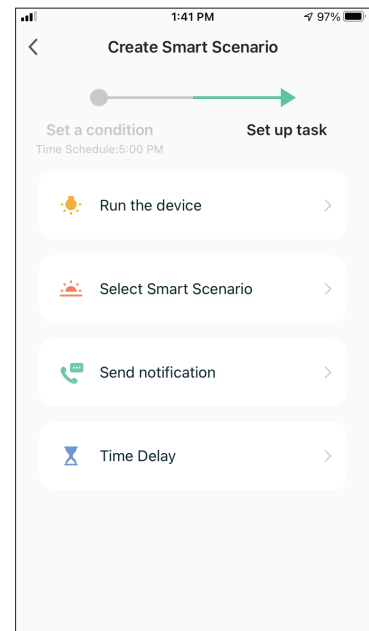 1:41 PM
97%
Create Smart Scenario
Set a condition
Set up task
Time Schedule:5:00 PM
Run the device
Select Smart Scenario
Send notification
Time Delay